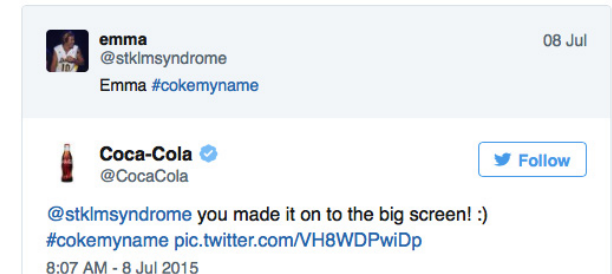 emma
08 Jul
@stklmsyndrome
Emma #cokemyname
Coca-Cola
Follow
@CocaCola
@stklmsyndrome you made it on to the big screen! :)
#cokemyname pic.twitter.com/VH8WDPwiDp
8:07 AM - 8 Jul 2015